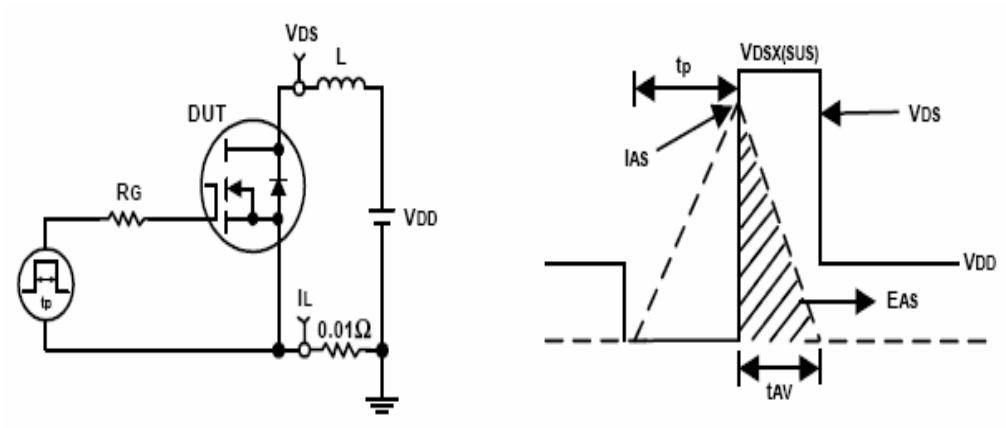 VDS
L
DUT
RG
VDD
tp
IL
0.01Ω
VDSX(SUS)
tp
VDS
IAS
VDD
EAS
tAV